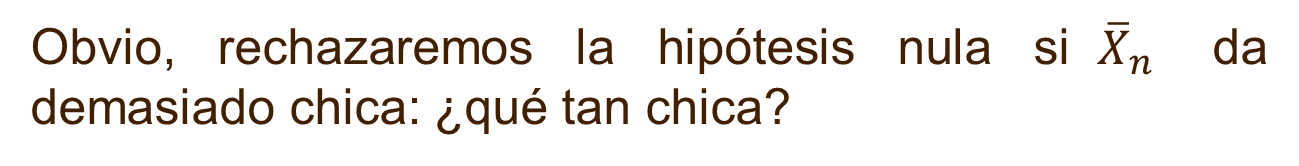 Obvio, rechazaremos la hipótesis nula si X̅ₙ da
demasiado chica: ¿qué tan chica?